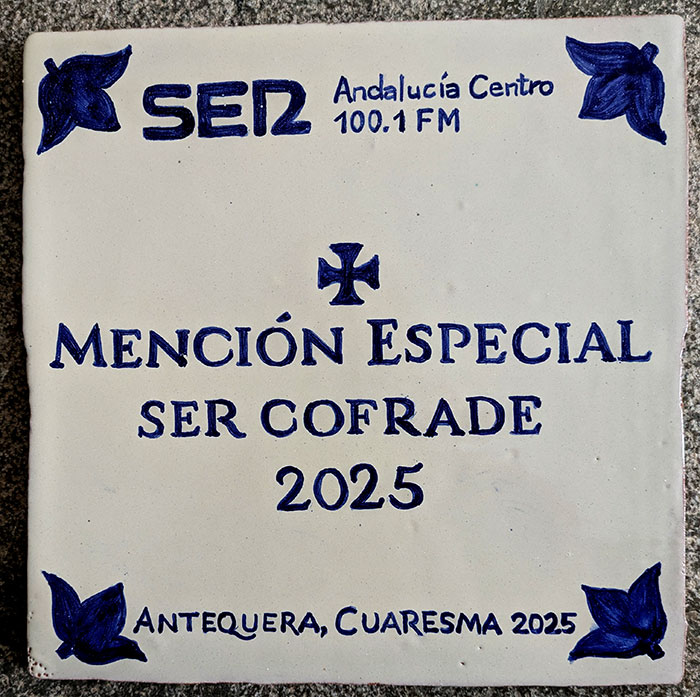 SER Andalucía Centro
100.1 FM
MENCIÓN ESPECIAL
SER COFRADE
2025
ANTEQUERA, CUARESMA 2025